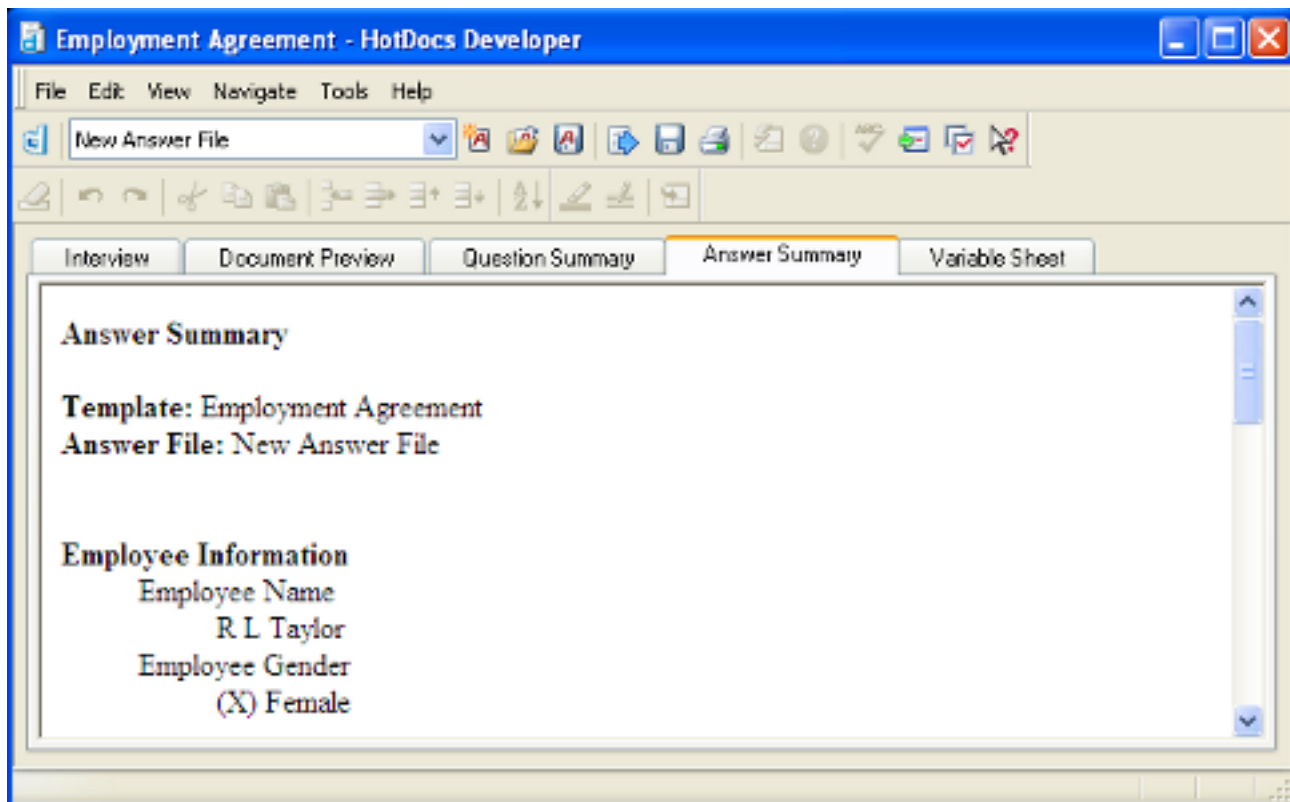 Employment Agreement - HotDocs Developer
File Edit View Navigate Tools Help
New Answer File
Interview Document Preview Question Summary Answer Summary Variable Sheet
Answer Summary
Template: Employment Agreement
Answer File: New Answer File
Employee Information
Employee Name
R L Taylor
Employee Gender
(X) Female